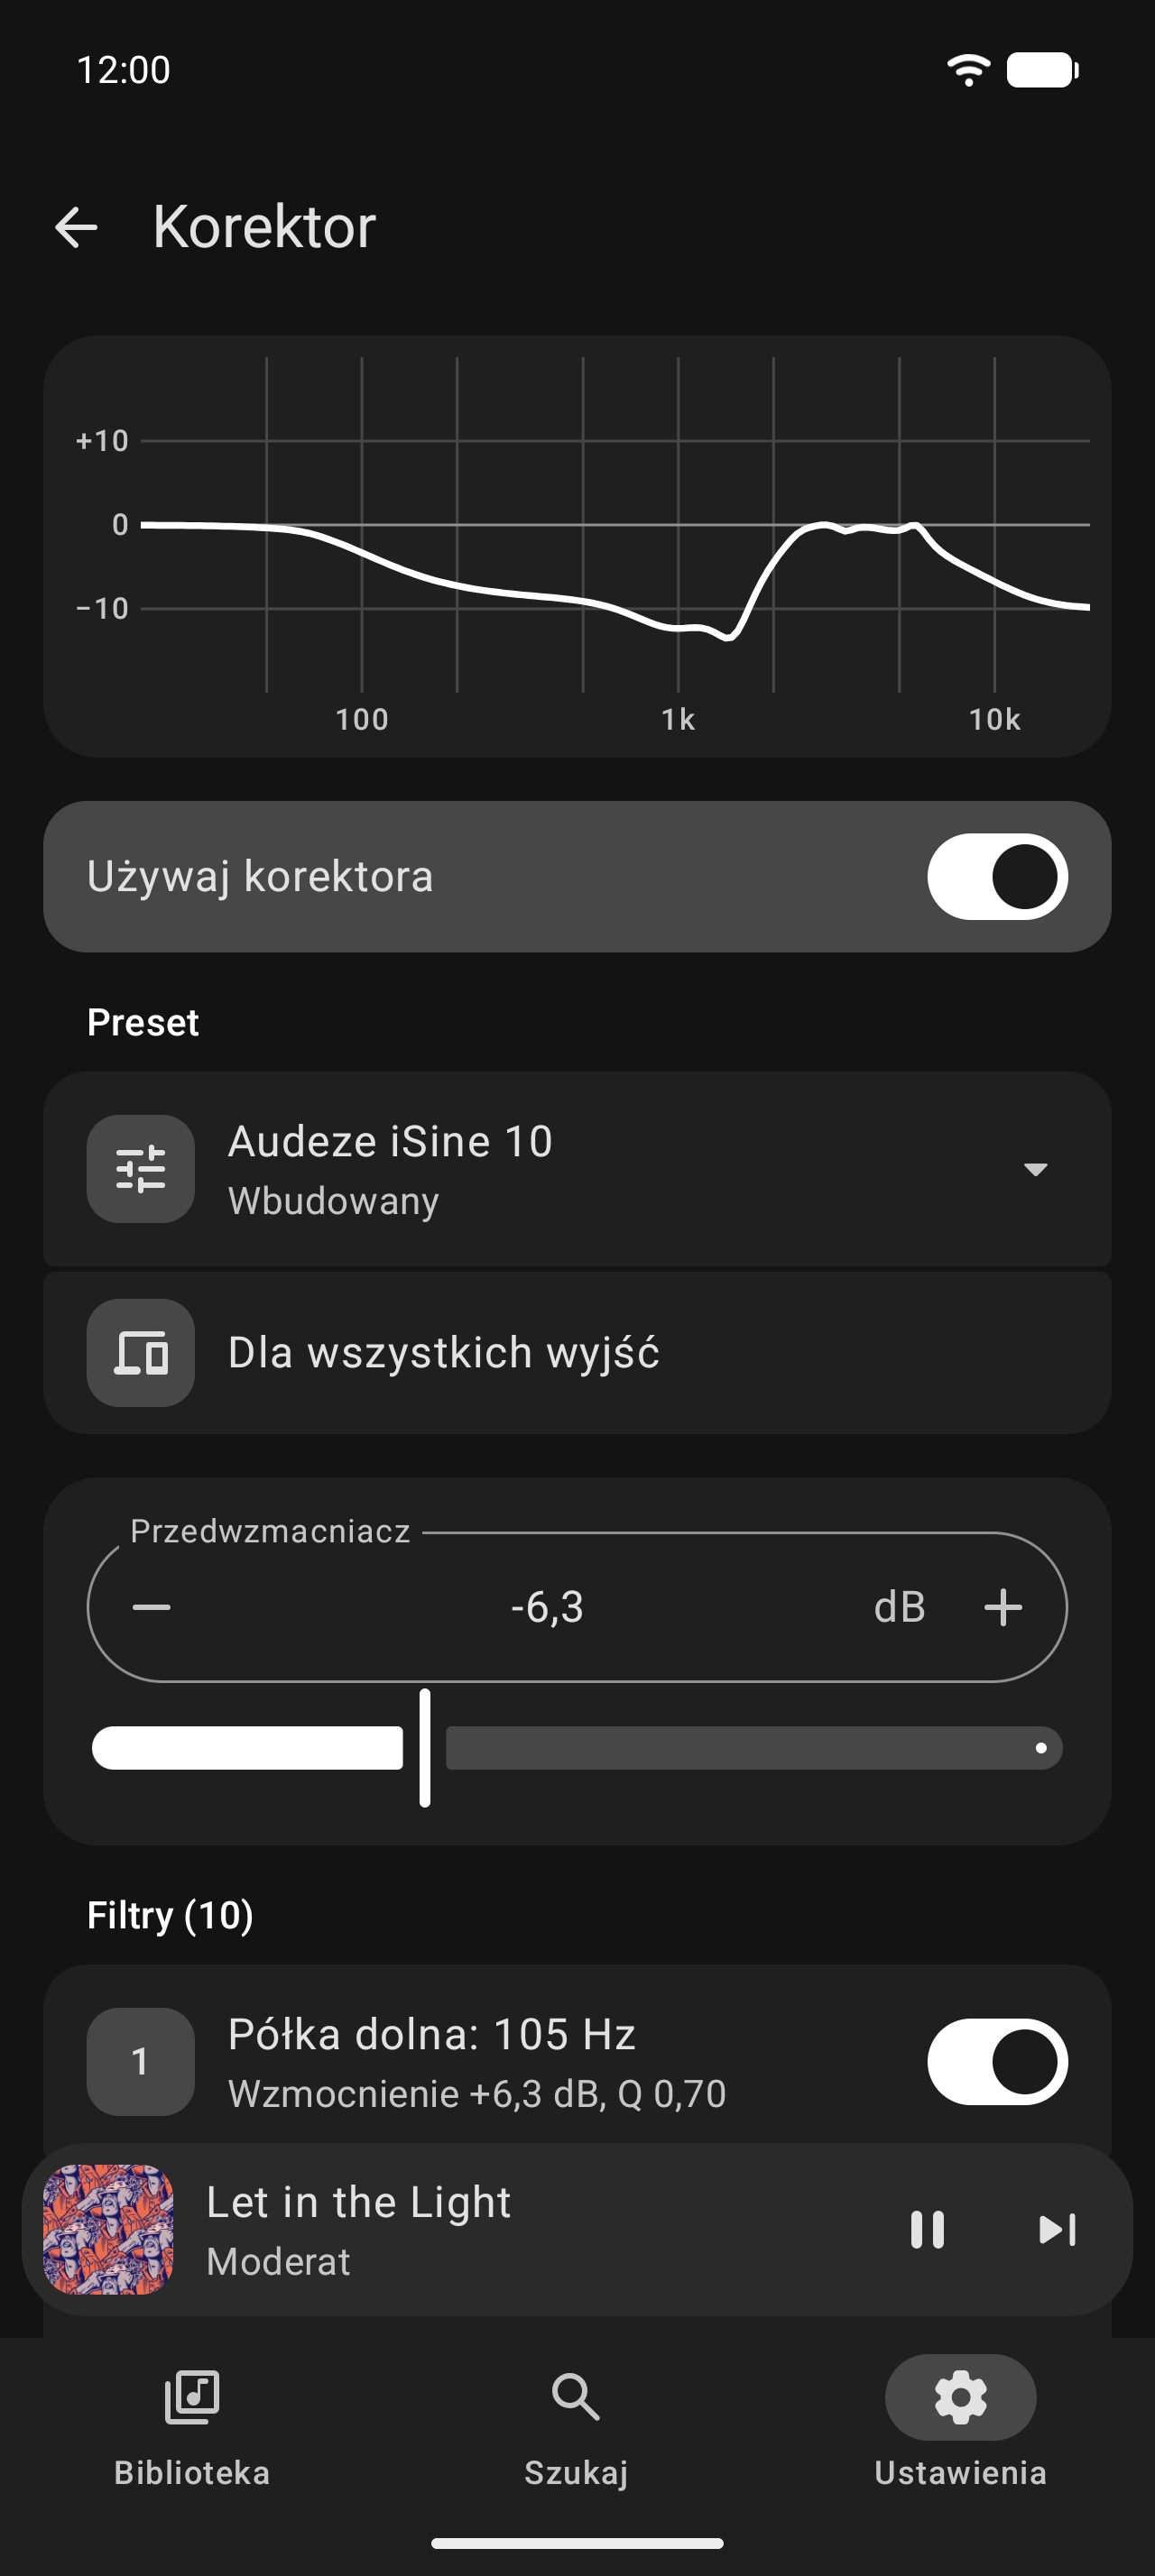 12:00
Korektor
+10
0
−10
100
1k
10k
Używaj korektora
Preset
Audeze iSine 10
Wbudowany
Dla wszystkich wyjść
Przedwzmacniacz
-6,3
dB
Filtry (10)
1
Półka dolna: 105 Hz
Wzmocnienie +6,3 dB, Q 0,70
Let in the Light
Moderat
Biblioteka
Szukaj
Ustawienia